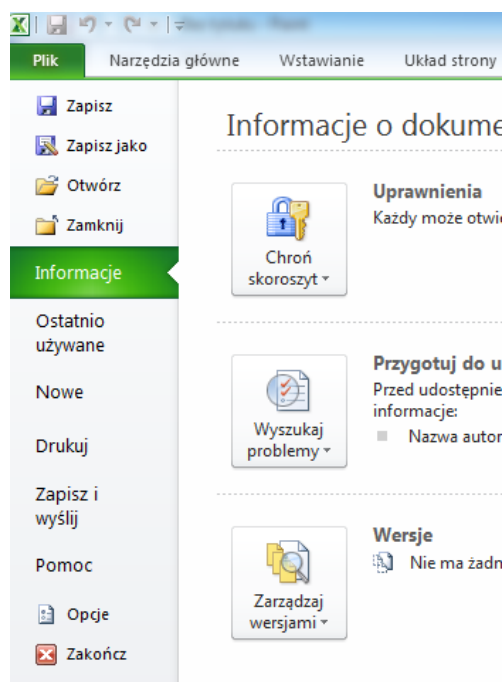 Plik Narzędzia główne Wstawianie Układ strony
Zapisz
Zapisz jako
Otwórz
Zamknij
Informacje
Ostatnio
używane
Nowe
Drukuj
Zapisz i
wyślij
Pomoc
Opcje
Zakończ
Informacje o dokume
Chroń
skoroszyt
Uprawnienia
Każdy może otwi
Wyszukaj
problemy
Przygotuj do u
Przed udostępnie
informacje:
Nazwa autor
Zarządzaj
wersjami
Wersje
Nie ma żadn